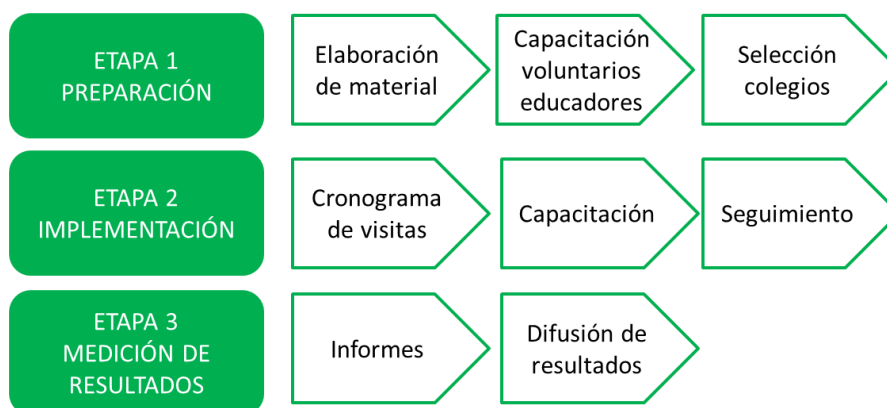 ETAPA 1
PREPARACIÓN
Elaboración
de material
Capacitación
voluntarios
educadores
Selección
colegios
ETAPA 2
IMPLEMENTACIÓN
Cronograma
de visitas
Capacitación
Seguimiento
ETAPA 3
MEDICIÓN DE
RESULTADOS
Informes
Difusión de
resultados